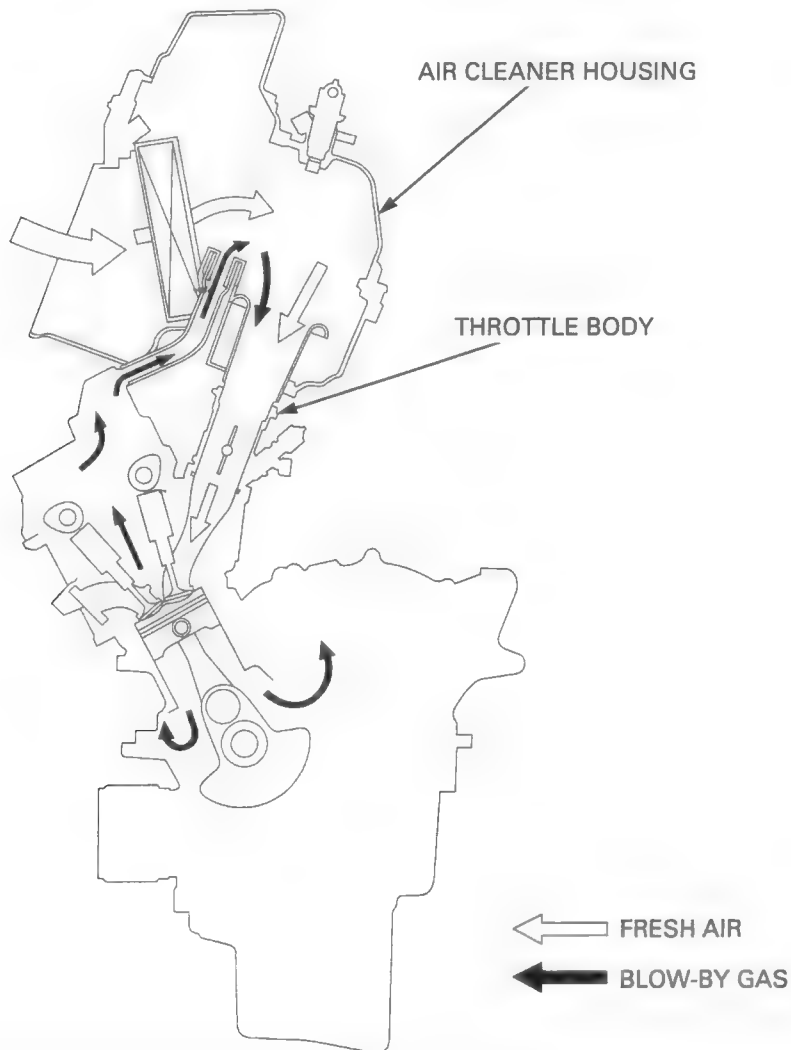 AIR CLEANER HOUSING
THROTTLE BODY
FRESH AIR
BLOW-BY GAS